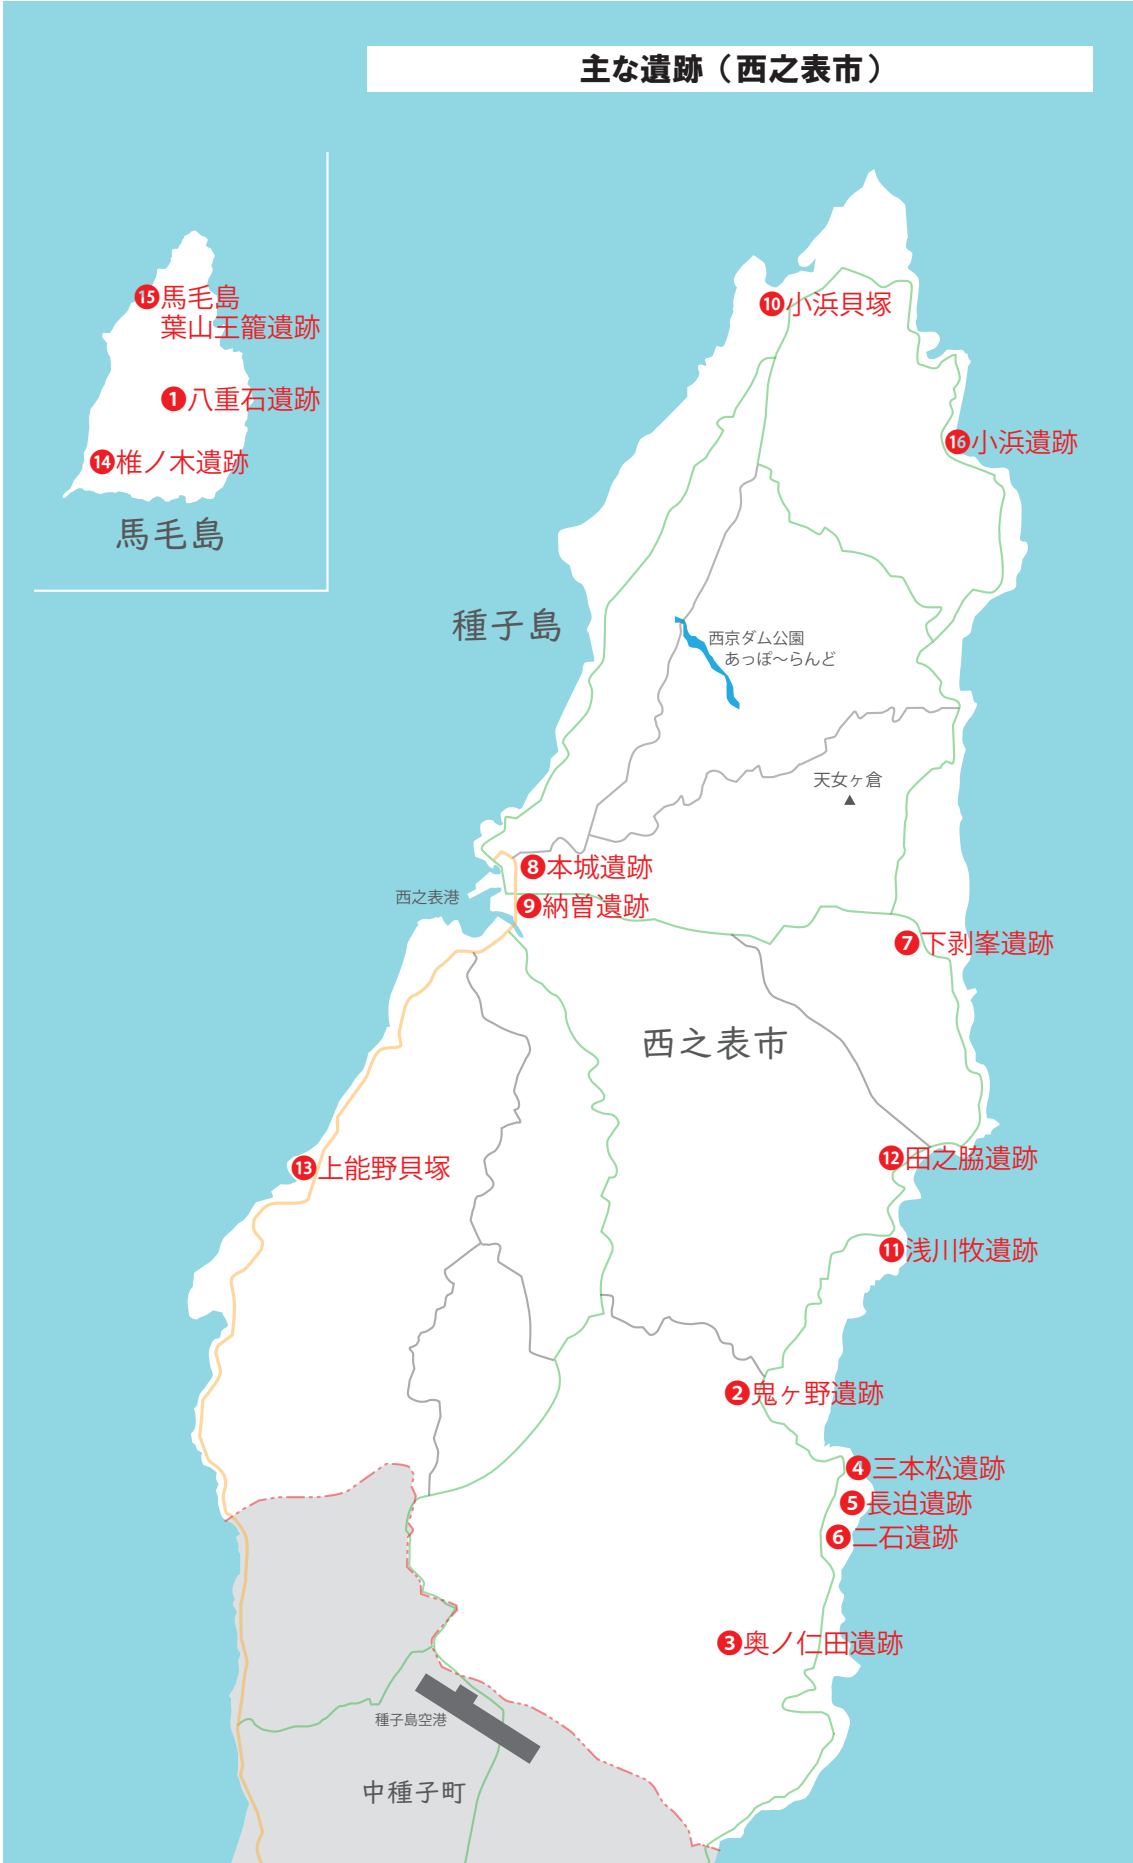 主な遺跡（西之表市）
⑮馬毛島
葉山王籠遺跡
❶八重石遺跡
⑭椎ノ木遺跡
馬毛島
⑩小浜貝塚
⑯小浜遺跡
種子島
西京ダム公園
あっぽ〜らんど
天女ヶ倉
❽本城遺跡
西之表港
❾納曽遺跡
❼下剥峯遺跡
西之表市
⑫田之脇遺跡
⑬上能野貝塚
⑪浅川牧遺跡
❷鬼ヶ野遺跡
❹三本松遺跡
❺長迫遺跡
❻二石遺跡
❸奥ノ仁田遺跡
種子島空港
中種子町